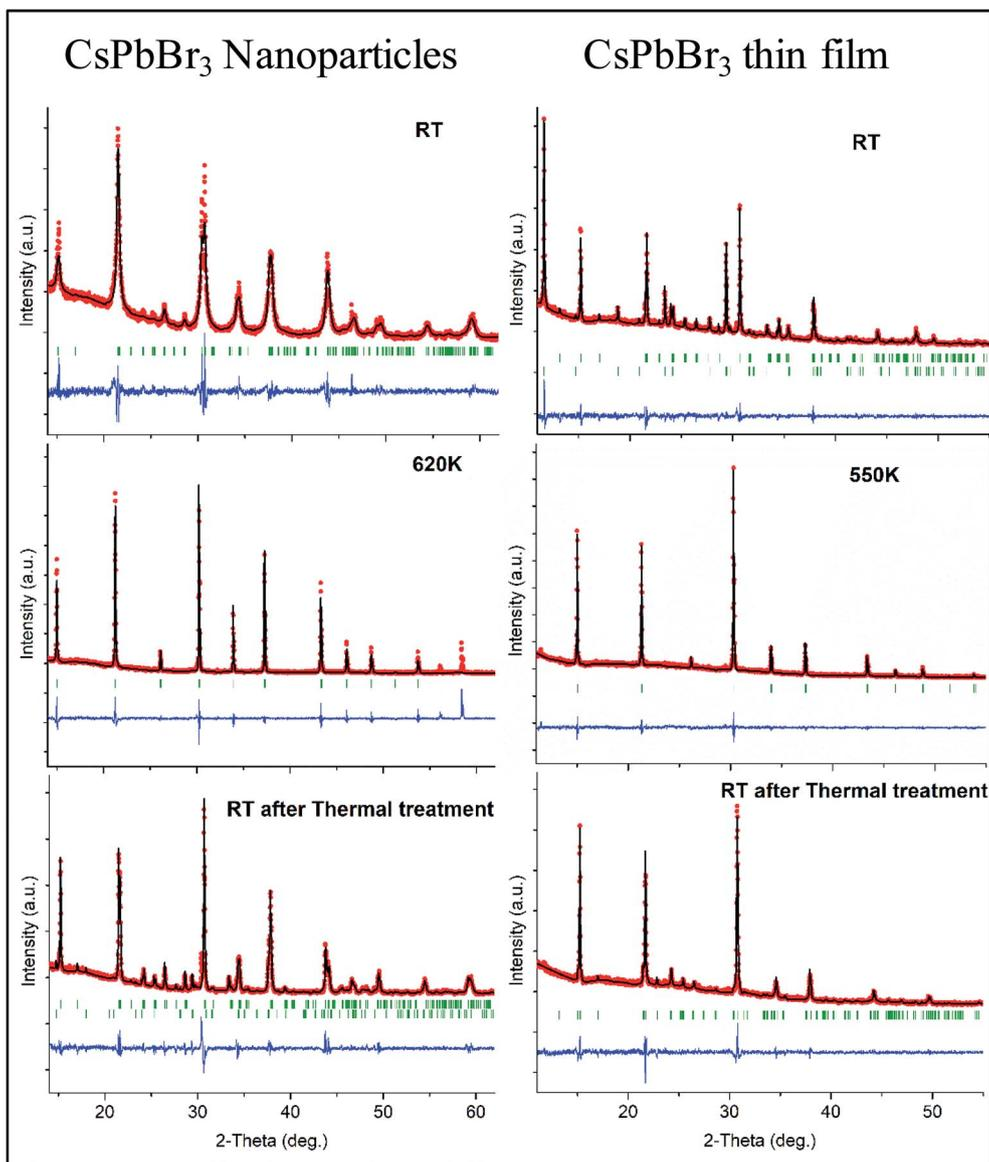 CsPbBr₃ Nanoparticles
CsPbBr₃ thin film
RT
Intensity (a.u.)
RT
Intensity (a.u.)
620K
Intensity (a.u.)
550K
Intensity (a.u.)
RT after Thermal treatment
Intensity (a.u.)
20 30 40 50 60
2-Theta (deg.)
RT after Thermal treatment
Intensity (a.u.)
20 30 40 50
2-Theta (deg.)